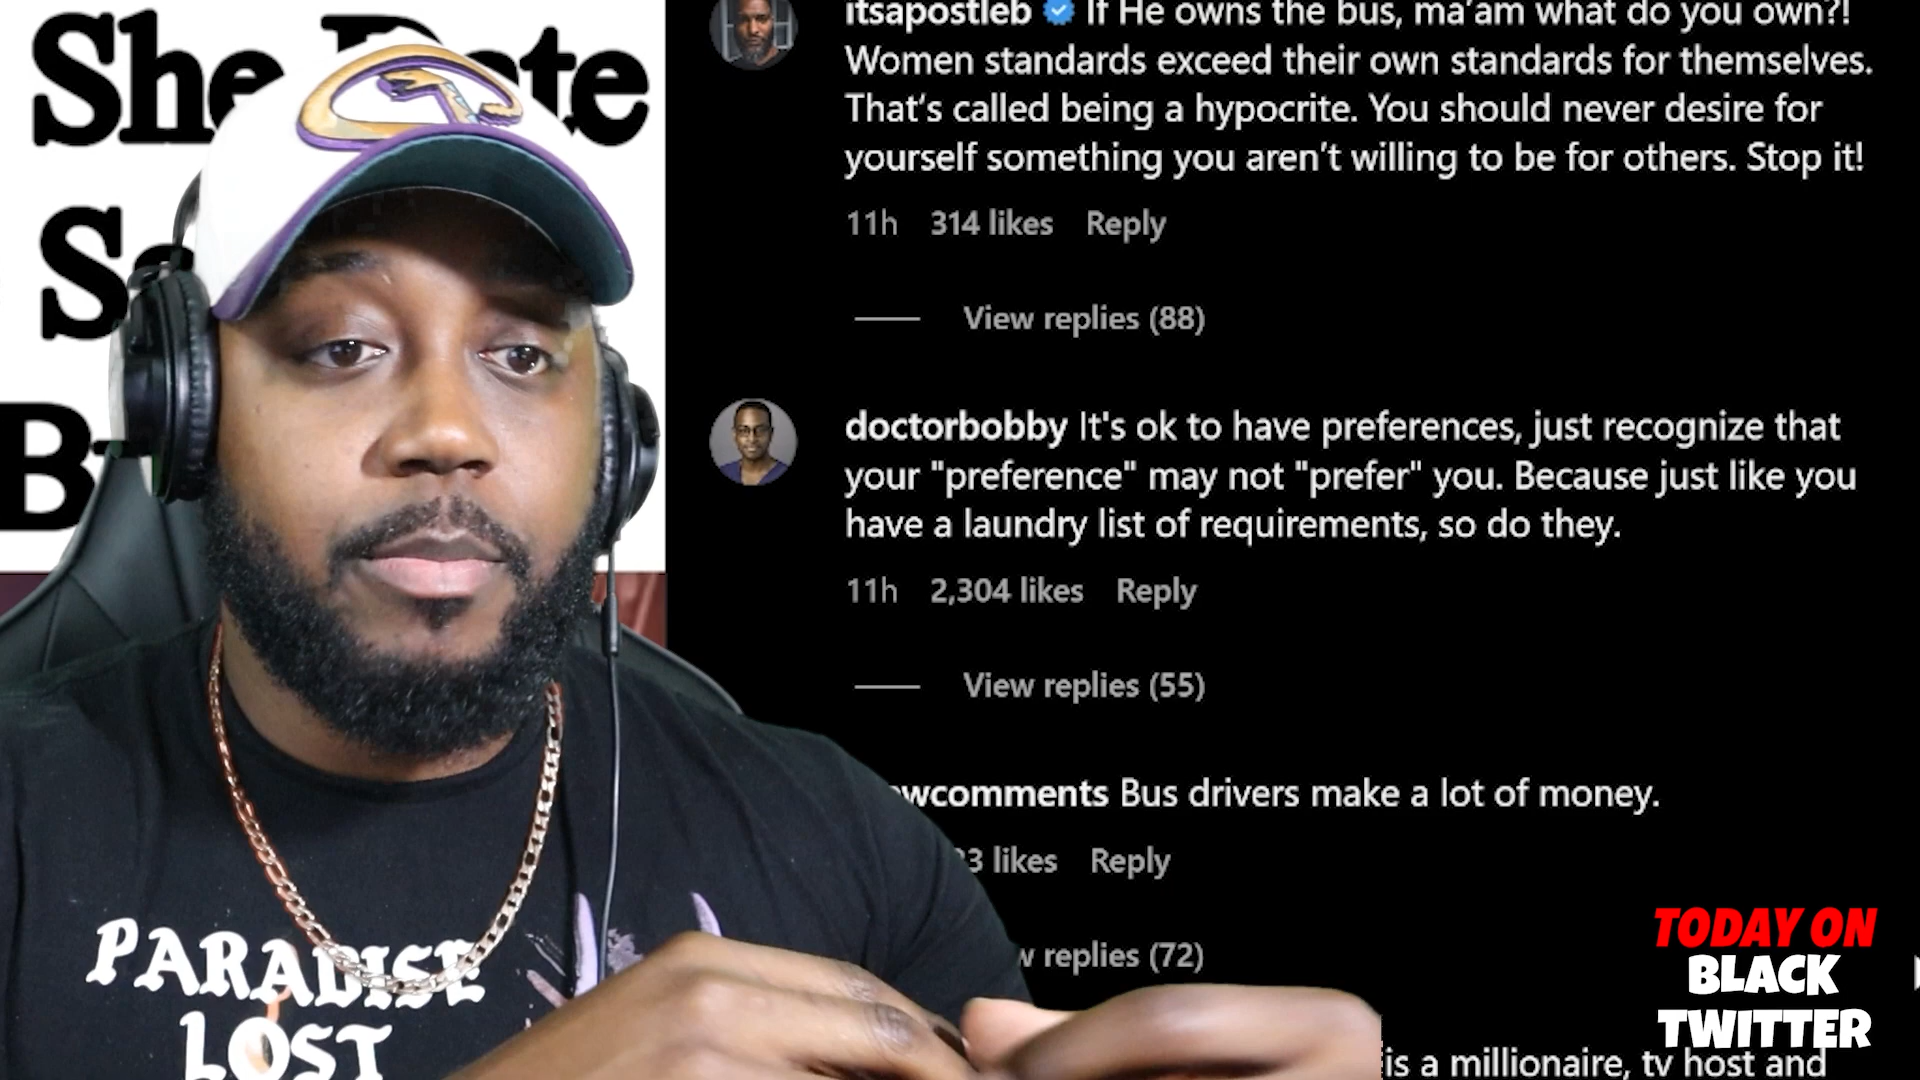 She Date
itsapostleb If He owns the bus, ma'am what do you own?!
Women standards exceed their own standards for themselves.
That's called being a hypocrite. You should never desire for
yourself something you aren't willing to be for others. Stop it!
11h 314 likes Reply
View replies (88)
doctorbobby It's ok to have preferences, just recognize that
your "preference" may not "prefer" you. Because just like you
have a laundry list of requirements, so do they.
11h 2,304 likes Reply
View replies (55)
wcomments Bus drivers make a lot of money.
3 likes Reply
w replies (72)
is a millionaire, tv host and
PARADISE
LOST
TODAY ON
BLACK
TWITTER